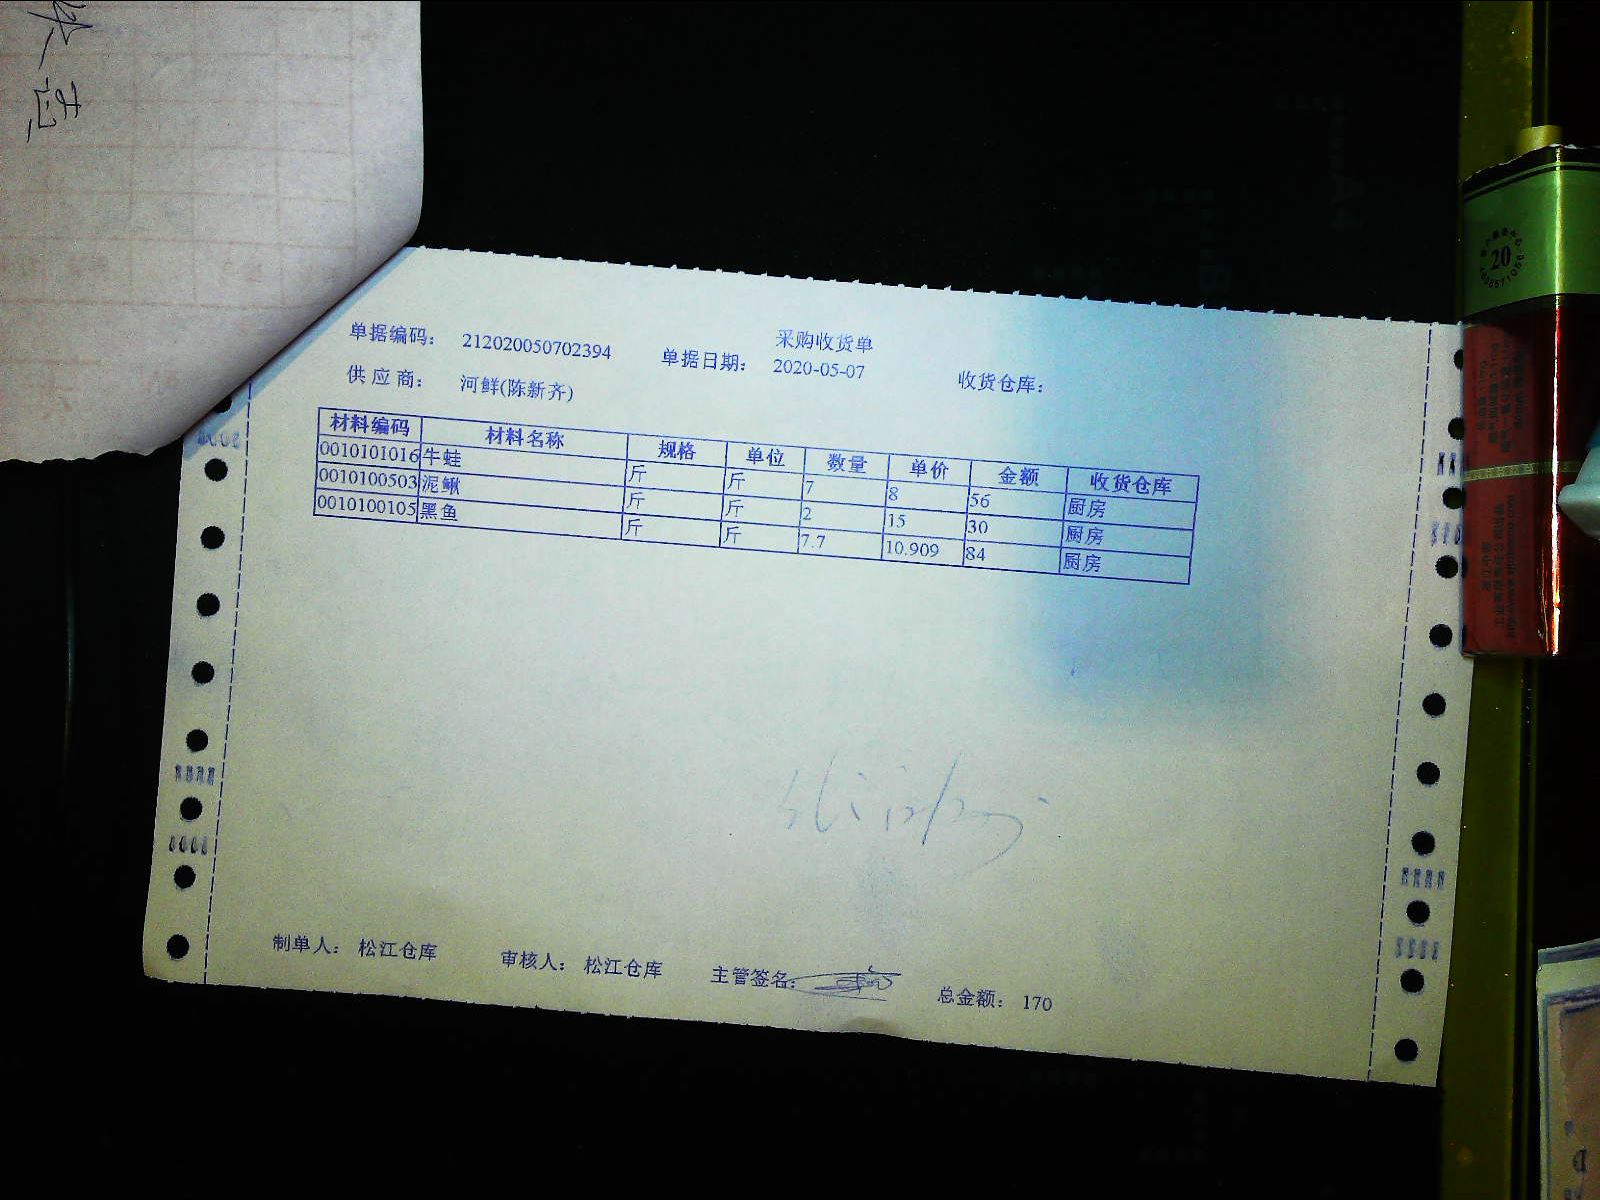 采购收货单
单据编码： 212020050702394 单据日期： 2020-05-07 收货仓库：
供应商： 河鲜(陈新齐)
材料编码 材料名称 规格 单位 数量 单价 金额 收货仓库
0010101016 牛蛙 斤 斤 7 8 56 厨房
0010100503 泥鳅 斤 斤 2 15 30 厨房
0010100105 黑鱼 斤 斤 7.7 10.909 84 厨房
制单人： 松江仓库 审核人： 松江仓库 主管签名： 总金额： 170
20